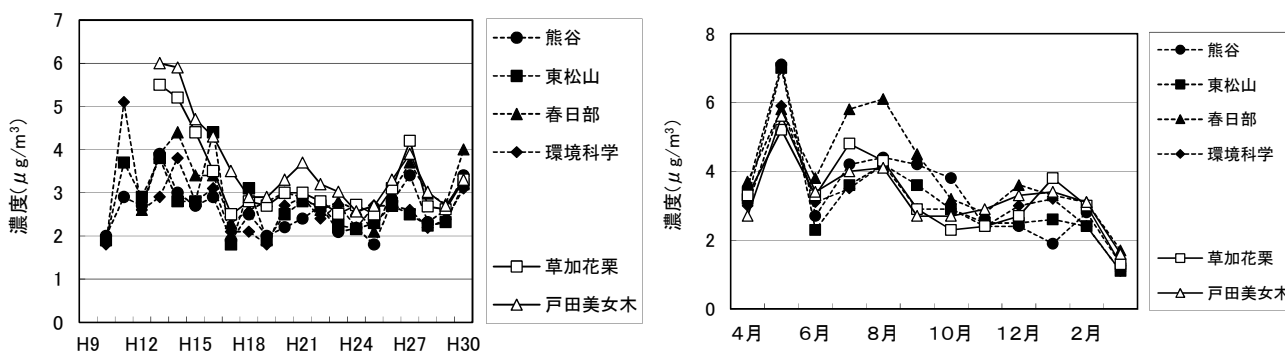 7
6
5
4
3
2
1
0
濃度(μg/m³)
H9 H12 H15 H18 H21 H24 H27 H30
熊谷
東松山
春日部
環境科学
草加花栗
戸田美女木
8
6
4
2
0
濃度(μg/m³)
4月 6月 8月 10月 12月 2月
熊谷
東松山
春日部
環境科学
草加花栗
戸田美女木